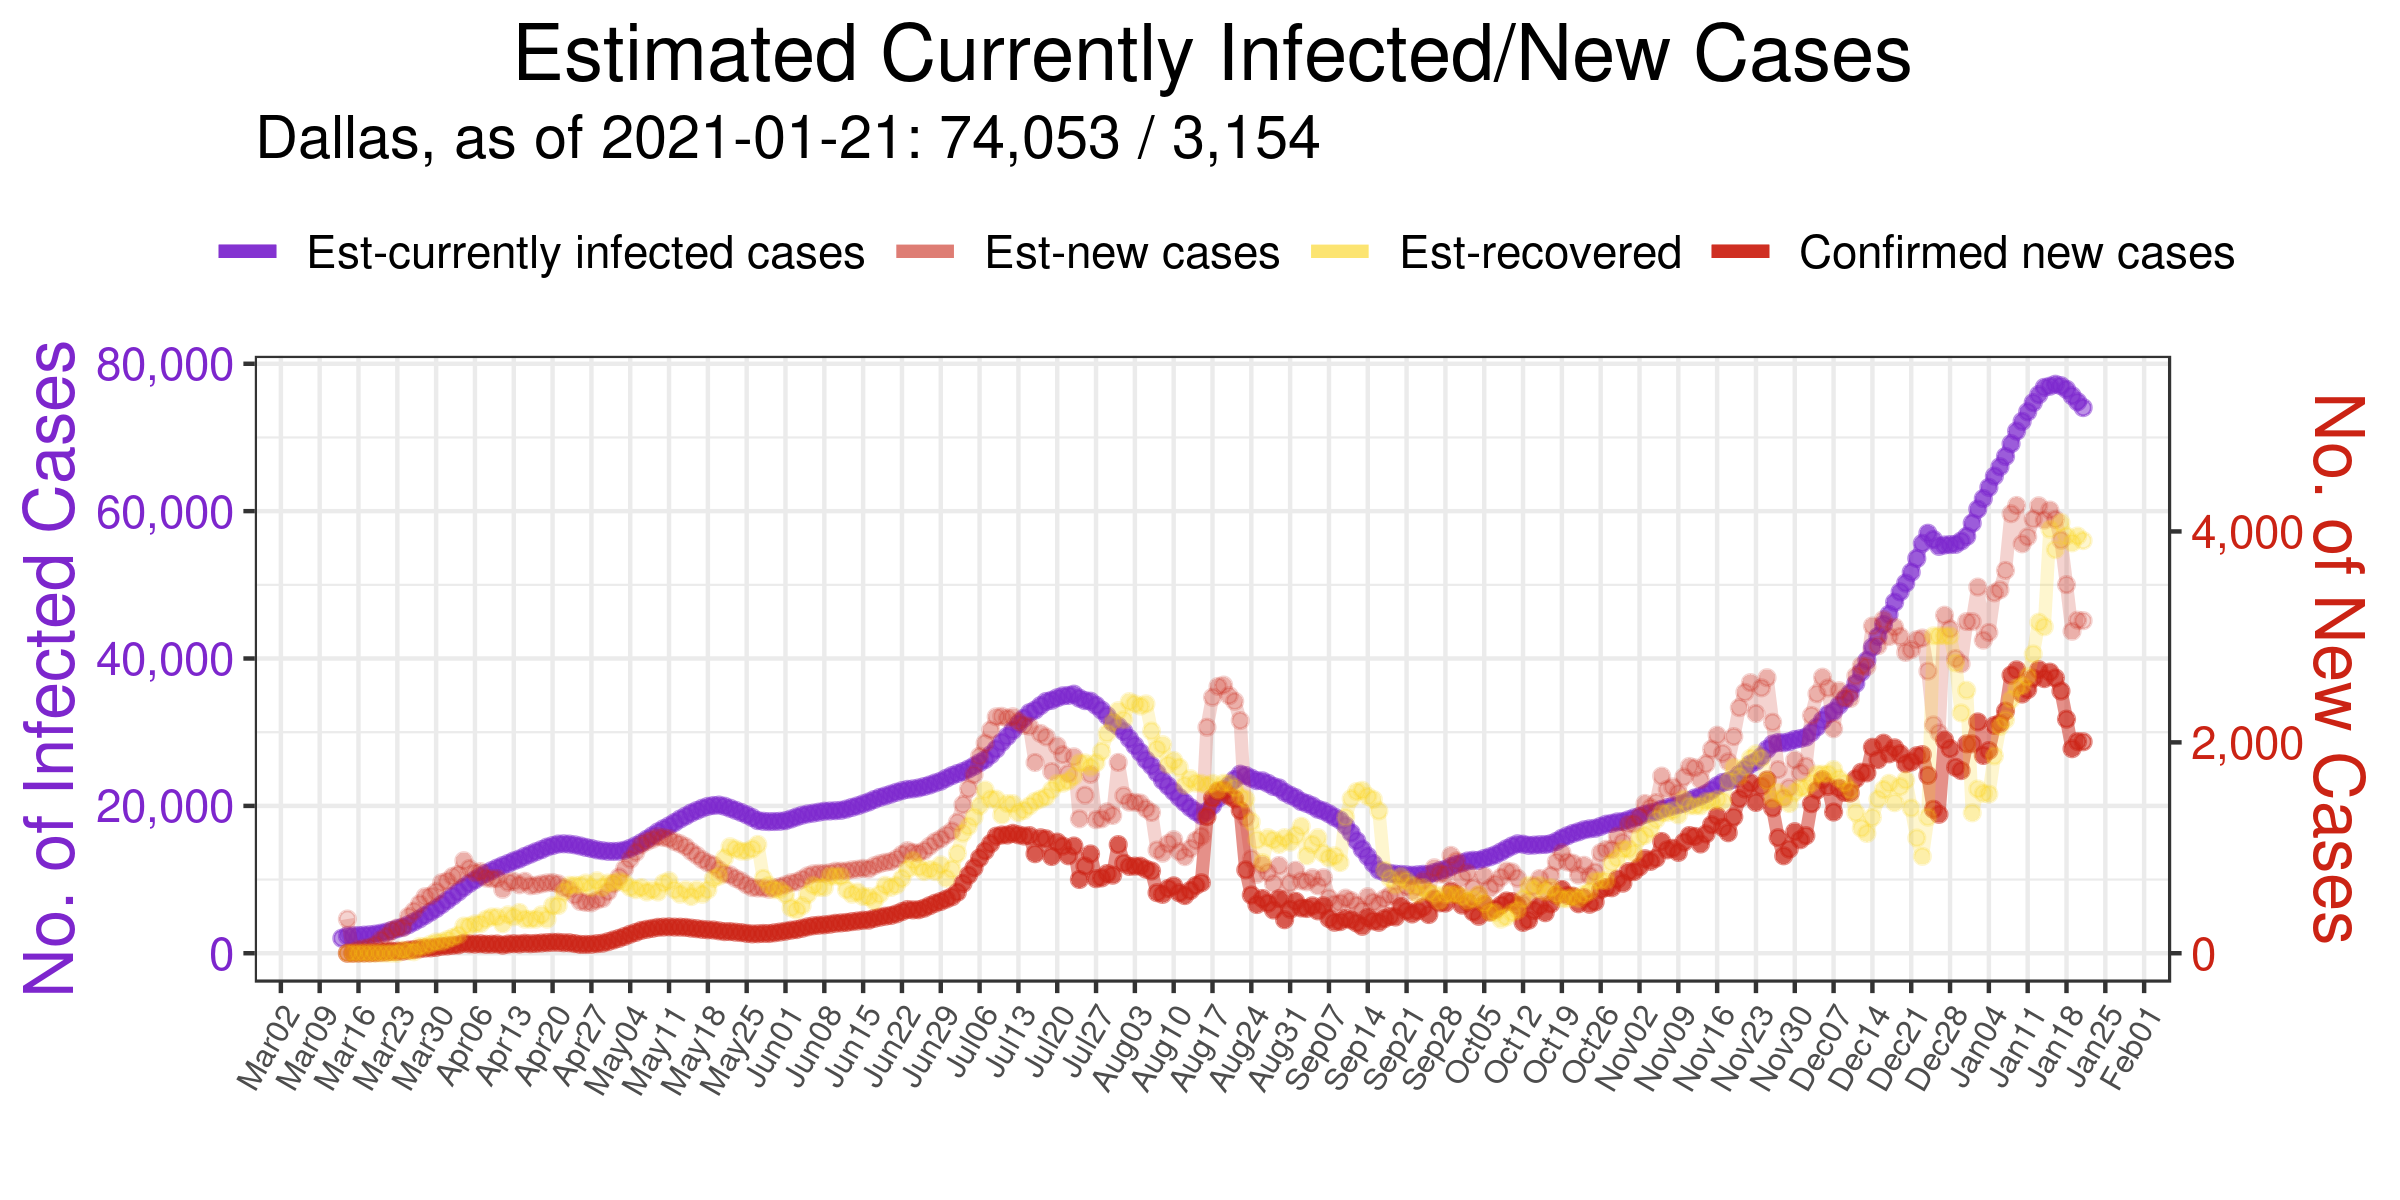 Estimated Currently Infected/New Cases
Dallas, as of 2021-01-21: 74,053 / 3,154
Est-currently infected cases Est-new cases Est-recovered Confirmed new cases
No. of Infected Cases
80,000
60,000
40,000
20,000
0
4,000
2,000
0
No. of New Cases
Mar02 Mar09 Mar16 Mar23 Mar30 Apr06 Apr13 Apr20 Apr27 May04 May11 May18 May25 Jun01 Jun08 Jun15 Jun22 Jun29 Jul06 Jul13 Jul20 Jul27 Aug03 Aug10 Aug17 Aug24 Aug31 Sep07 Sep14 Sep21 Sep28 Oct05 Oct12 Oct19 Oct26 Nov02 Nov09 Nov16 Nov23 Nov30 Dec07 Dec14 Dec21 Dec28 Jan04 Jan11 Jan18 Jan25 Feb01